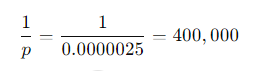 1/p = 1/0.0000025 = 400,000